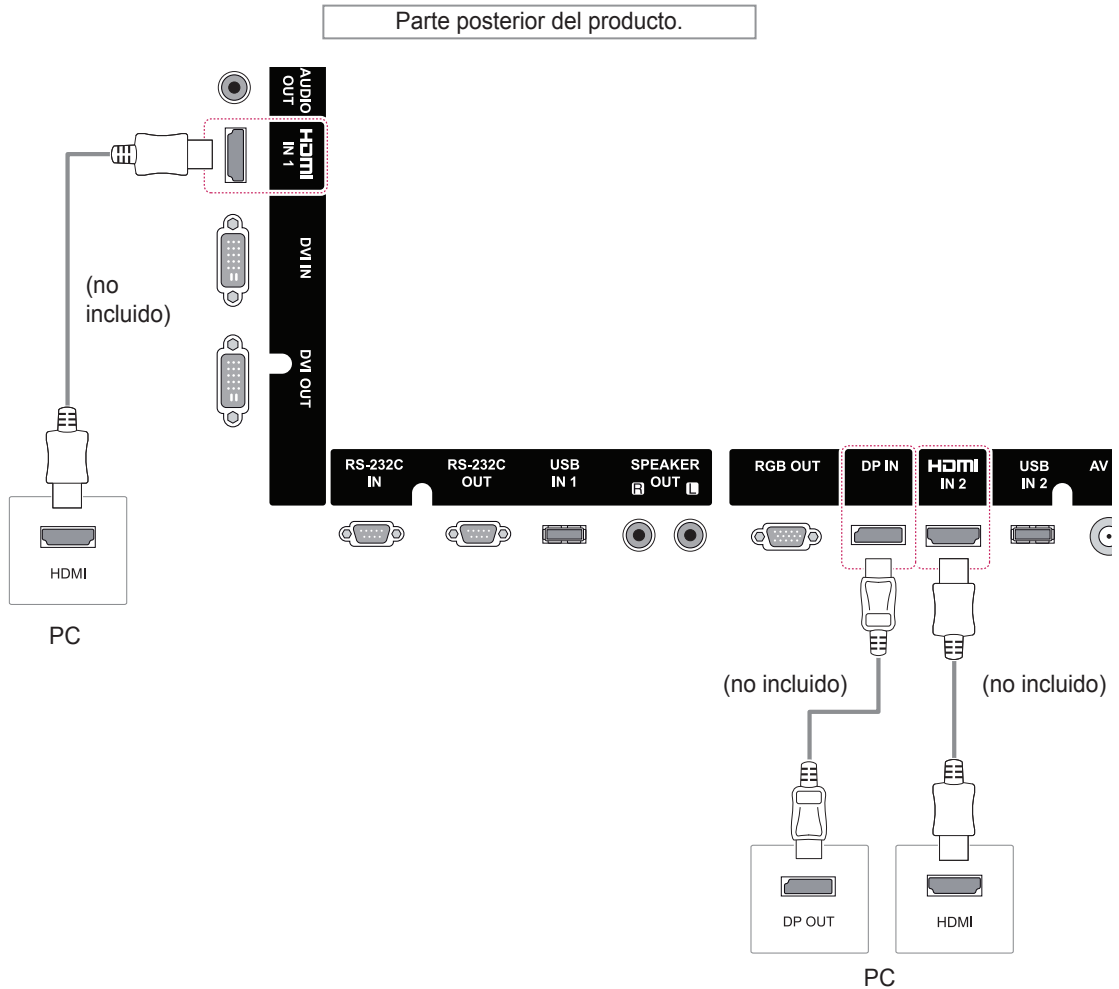 Parte posterior del producto.
AUDIO
OUT
HDMI
IN 1
DVI IN
DVI OUT
(no
incluido)
HDMI
PC
RS-232C
IN
RS-232C
OUT
USB
IN 1
SPEAKER
R OUT L
RGB OUT
DP IN
HDMI
IN 2
USB
IN 2
AV
(no incluido)
(no incluido)
DP OUT
HDMI
PC